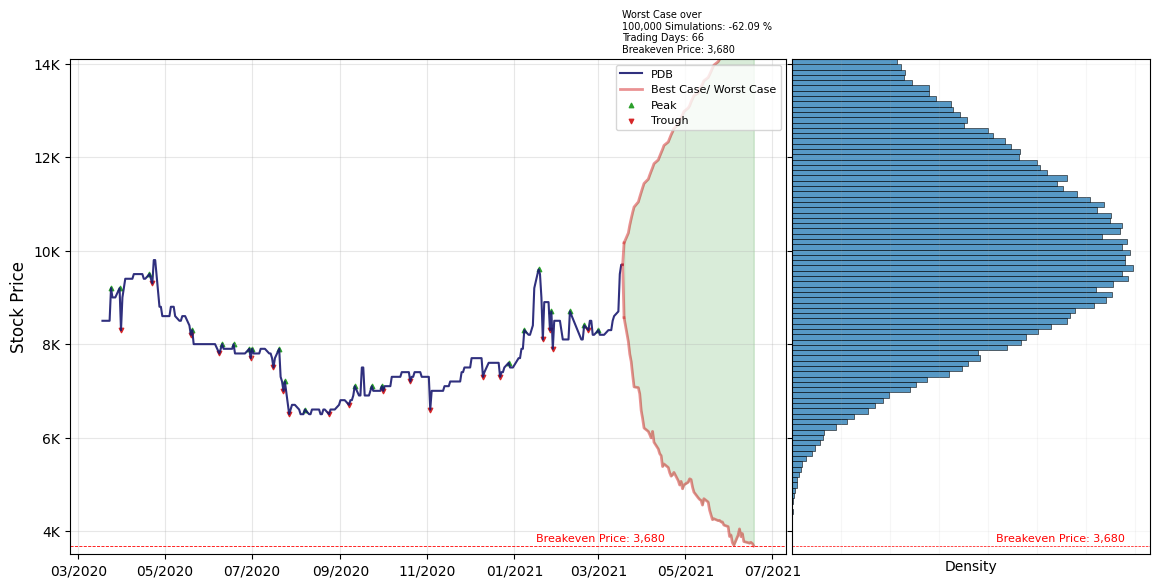 Worst Case over
100,000 Simulations: -62.09 %
Trading Days: 66
Breakeven Price: 3,680
14K
12K
10K
8K
6K
4K
Stock Price
PDB
Best Case/ Worst Case
Peak
Trough
Breakeven Price: 3,680
Breakeven Price: 3,680
03/2020
05/2020
07/2020
09/2020
11/2020
01/2021
03/2021
05/2021
07/2021
Density